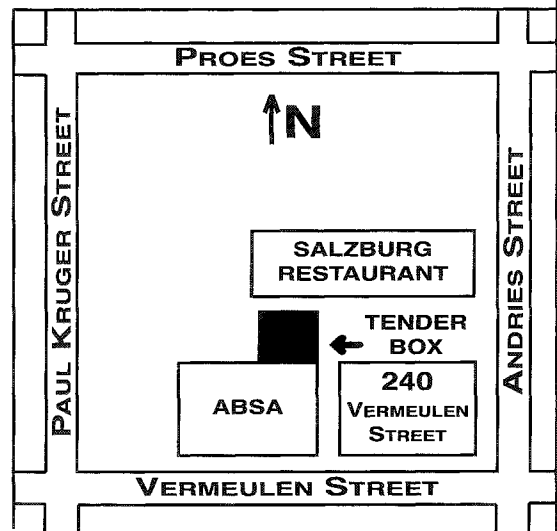 PROES STREET
N
PAUL KRUGER STREET
ANDRIES STREET
SALZBURG
RESTAURANT
TENDER
BOX
ABSA
240
VERMEULEN
STREET
VERMEULEN STREET